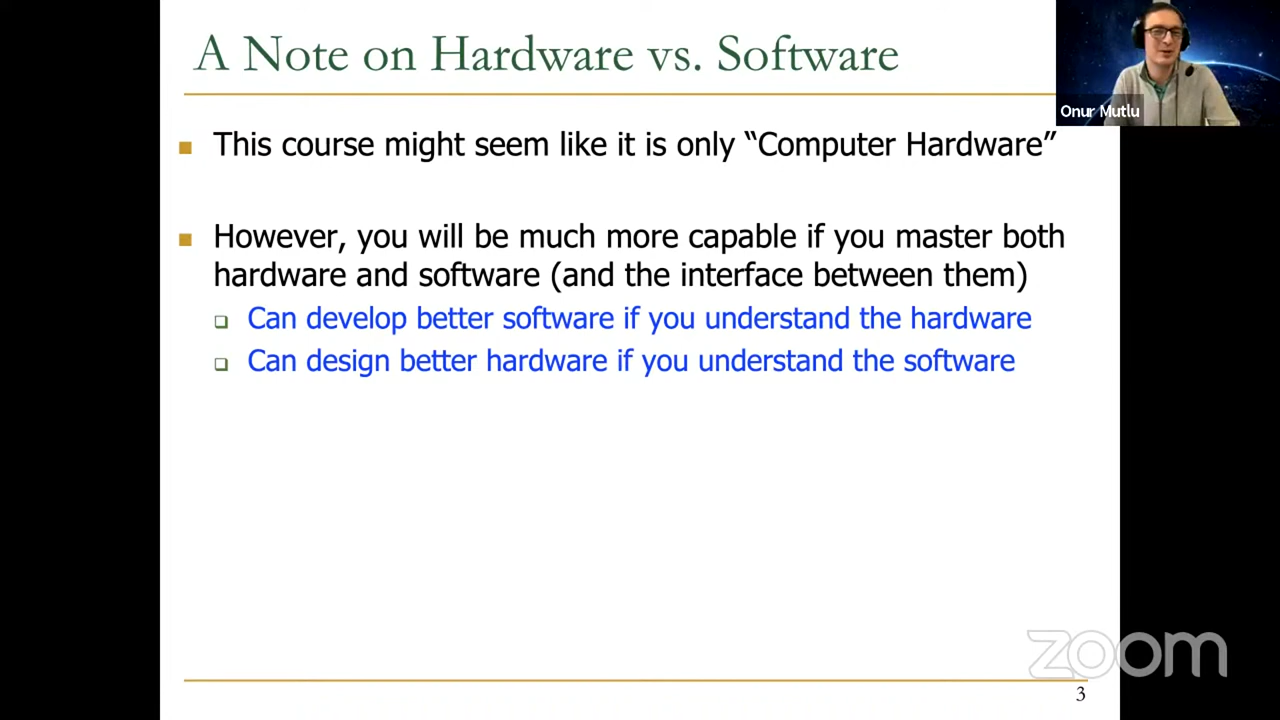 A Note on Hardware vs. Software
Onur Mutlu
This course might seem like it is only “Computer Hardware”
However, you will be much more capable if you master both
hardware and software (and the interface between them)
Can develop better software if you understand the hardware
Can design better hardware if you understand the software
zoom
3